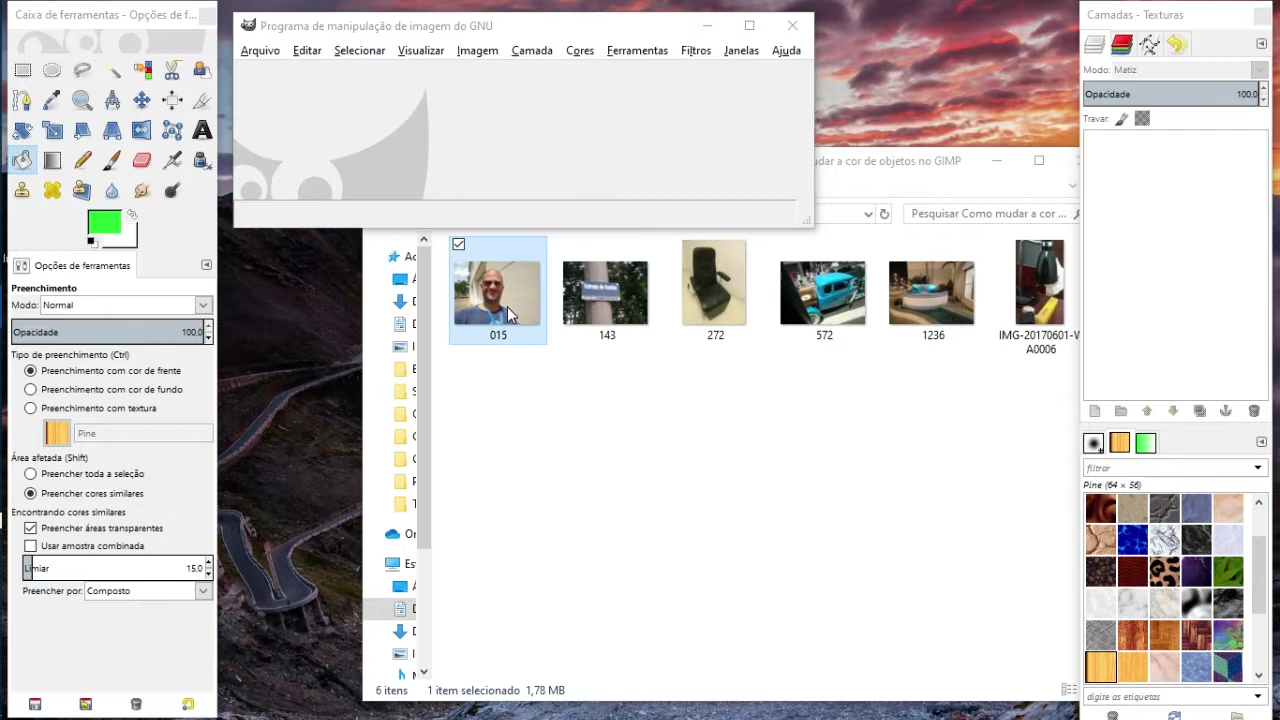 Caixa de ferramentas - Opções de f...
Programa de manipulação de imagem do GNU
Arquivo Editar Selecionar Visualizar Imagem Camada Cores Ferramentas Filtros Janelas Ajuda
Opções de ferramentas
Preenchimento
Modo: Normal
Opacidade 100,0
Tipo de preenchimento (Ctrl)
Preenchimento com cor de frente
Preenchimento com cor de fundo
Preenchimento com textura
Pine
Área afetada (Shift)
Preencher toda a seleção
Preencher cores similares
Encontrando cores similares
Preencher áreas transparentes
Usar amostra combinada
Limiar 15,0
Preencher por: Composto
udar a cor de objetos no GIMP
Pesquisar Como mudar a cor ...
015
143
272
572
1236
IMG-20170601-W
A0006
6 itens 1 item selecionado 1,78 MB
Camadas - Texturas
Modo: Matiz
Opacidade 100,0
Travar:
filtrar
Pine (64 × 56)
digite as etiquetas